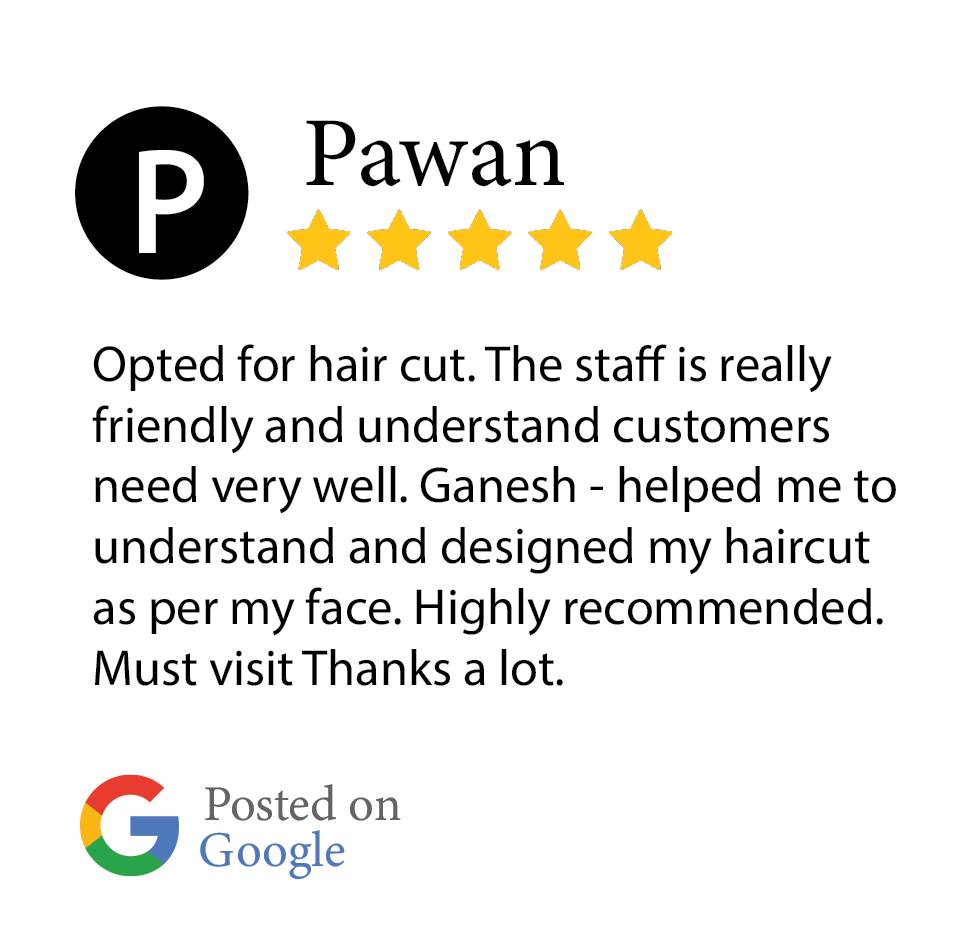 P
Pawan
Opted for hair cut. The staff is really
friendly and understand customers
need very well. Ganesh - helped me to
understand and designed my haircut
as per my face. Highly recommended.
Must visit Thanks a lot.
G
Posted on
Google